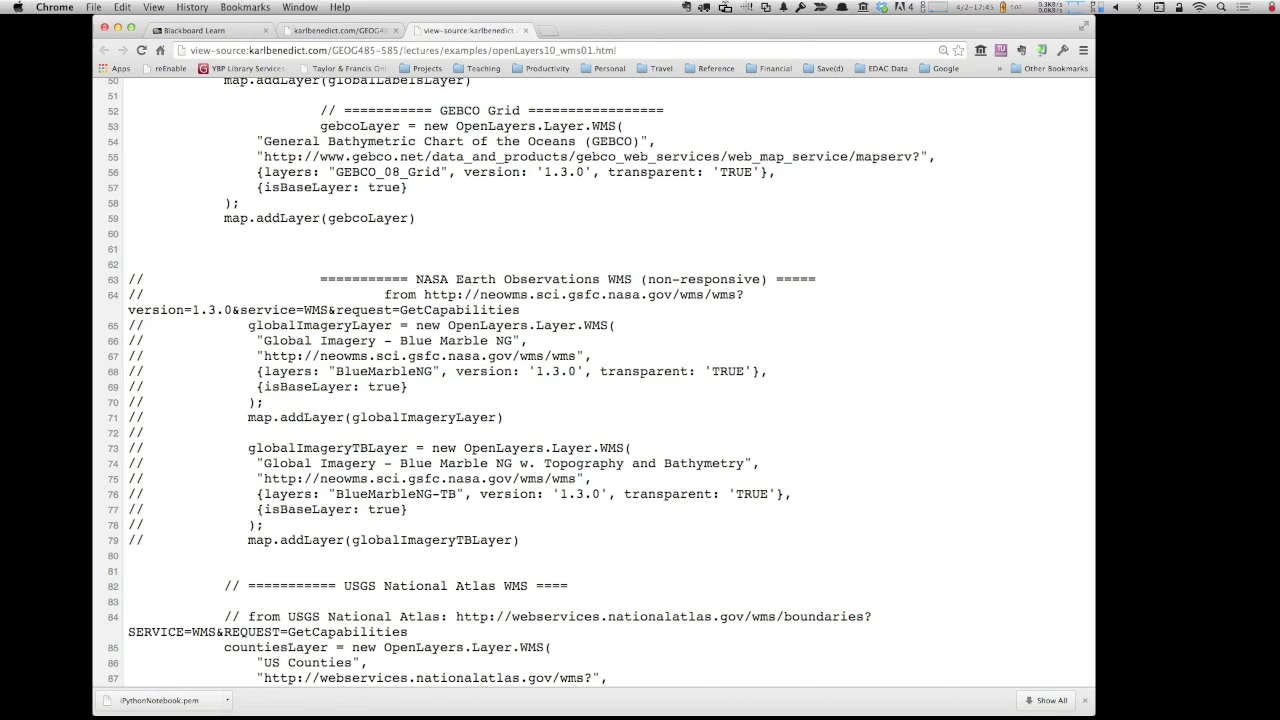 Chrome File Edit View History Bookmarks Window Help 4 4/2-17:45 0.3KB/s 0.0KB/s
Blackboard Learn × karlbenedict.com/GEOG48 × view-source:karlbenedict.c ×
view-source:karlbenedict.com/GEOG485-585/lectures/examples/openLayers10_wms01.html
Apps reEnable YBP Library Services Taylor & Francis Onl Projects Teaching Productivity Personal Travel Reference Financial Save(d) EDAC Data Google » Other Bookmarks
50 map.addLayer(globalLabelsLayer)
51
52 // =========== GEBCO Grid =================
53 gebcoLayer = new OpenLayers.Layer.WMS(
54 "General Bathymetric Chart of the Oceans (GEBCO)",
55 "http://www.gebco.net/data_and_products/gebco_web_services/web_map_service/mapserv?",
56 {layers: "GEBCO_08_Grid", version: '1.3.0', transparent: 'TRUE'},
57 {isBaseLayer: true}
58 );
59 map.addLayer(gebcoLayer)
60
61
62
63 // =========== NASA Earth Observations WMS (non-responsive) =====
64 // from http://neowms.sci.gsfc.nasa.gov/wms/wms?
version=1.3.0&service=WMS&request=GetCapabilities
65 // globalImageryLayer = new OpenLayers.Layer.WMS(
66 // "Global Imagery - Blue Marble NG",
67 // "http://neowms.sci.gsfc.nasa.gov/wms/wms",
68 // {layers: "BlueMarbleNG", version: '1.3.0', transparent: 'TRUE'},
69 // {isBaseLayer: true}
70 // );
71 // map.addLayer(globalImageryLayer)
72 //
73 // globalImageryTBLayer = new OpenLayers.Layer.WMS(
74 // "Global Imagery - Blue Marble NG w. Topography and Bathymetry",
75 // "http://neowms.sci.gsfc.nasa.gov/wms/wms",
76 // {layers: "BlueMarbleNG-TB", version: '1.3.0', transparent: 'TRUE'},
77 // {isBaseLayer: true}
78 // );
79 // map.addLayer(globalImageryTBLayer)
80
81
82 // =========== USGS National Atlas WMS ====
83
84 // from USGS National Atlas: http://webservices.nationalatlas.gov/wms/boundaries?
SERVICE=WMS&REQUEST=GetCapabilities
85 countiesLayer = new OpenLayers.Layer.WMS(
86 "US Counties",
87 "http://webservices.nationalatlas.gov/wms?",
iPythonNotebook.pem Show All ×